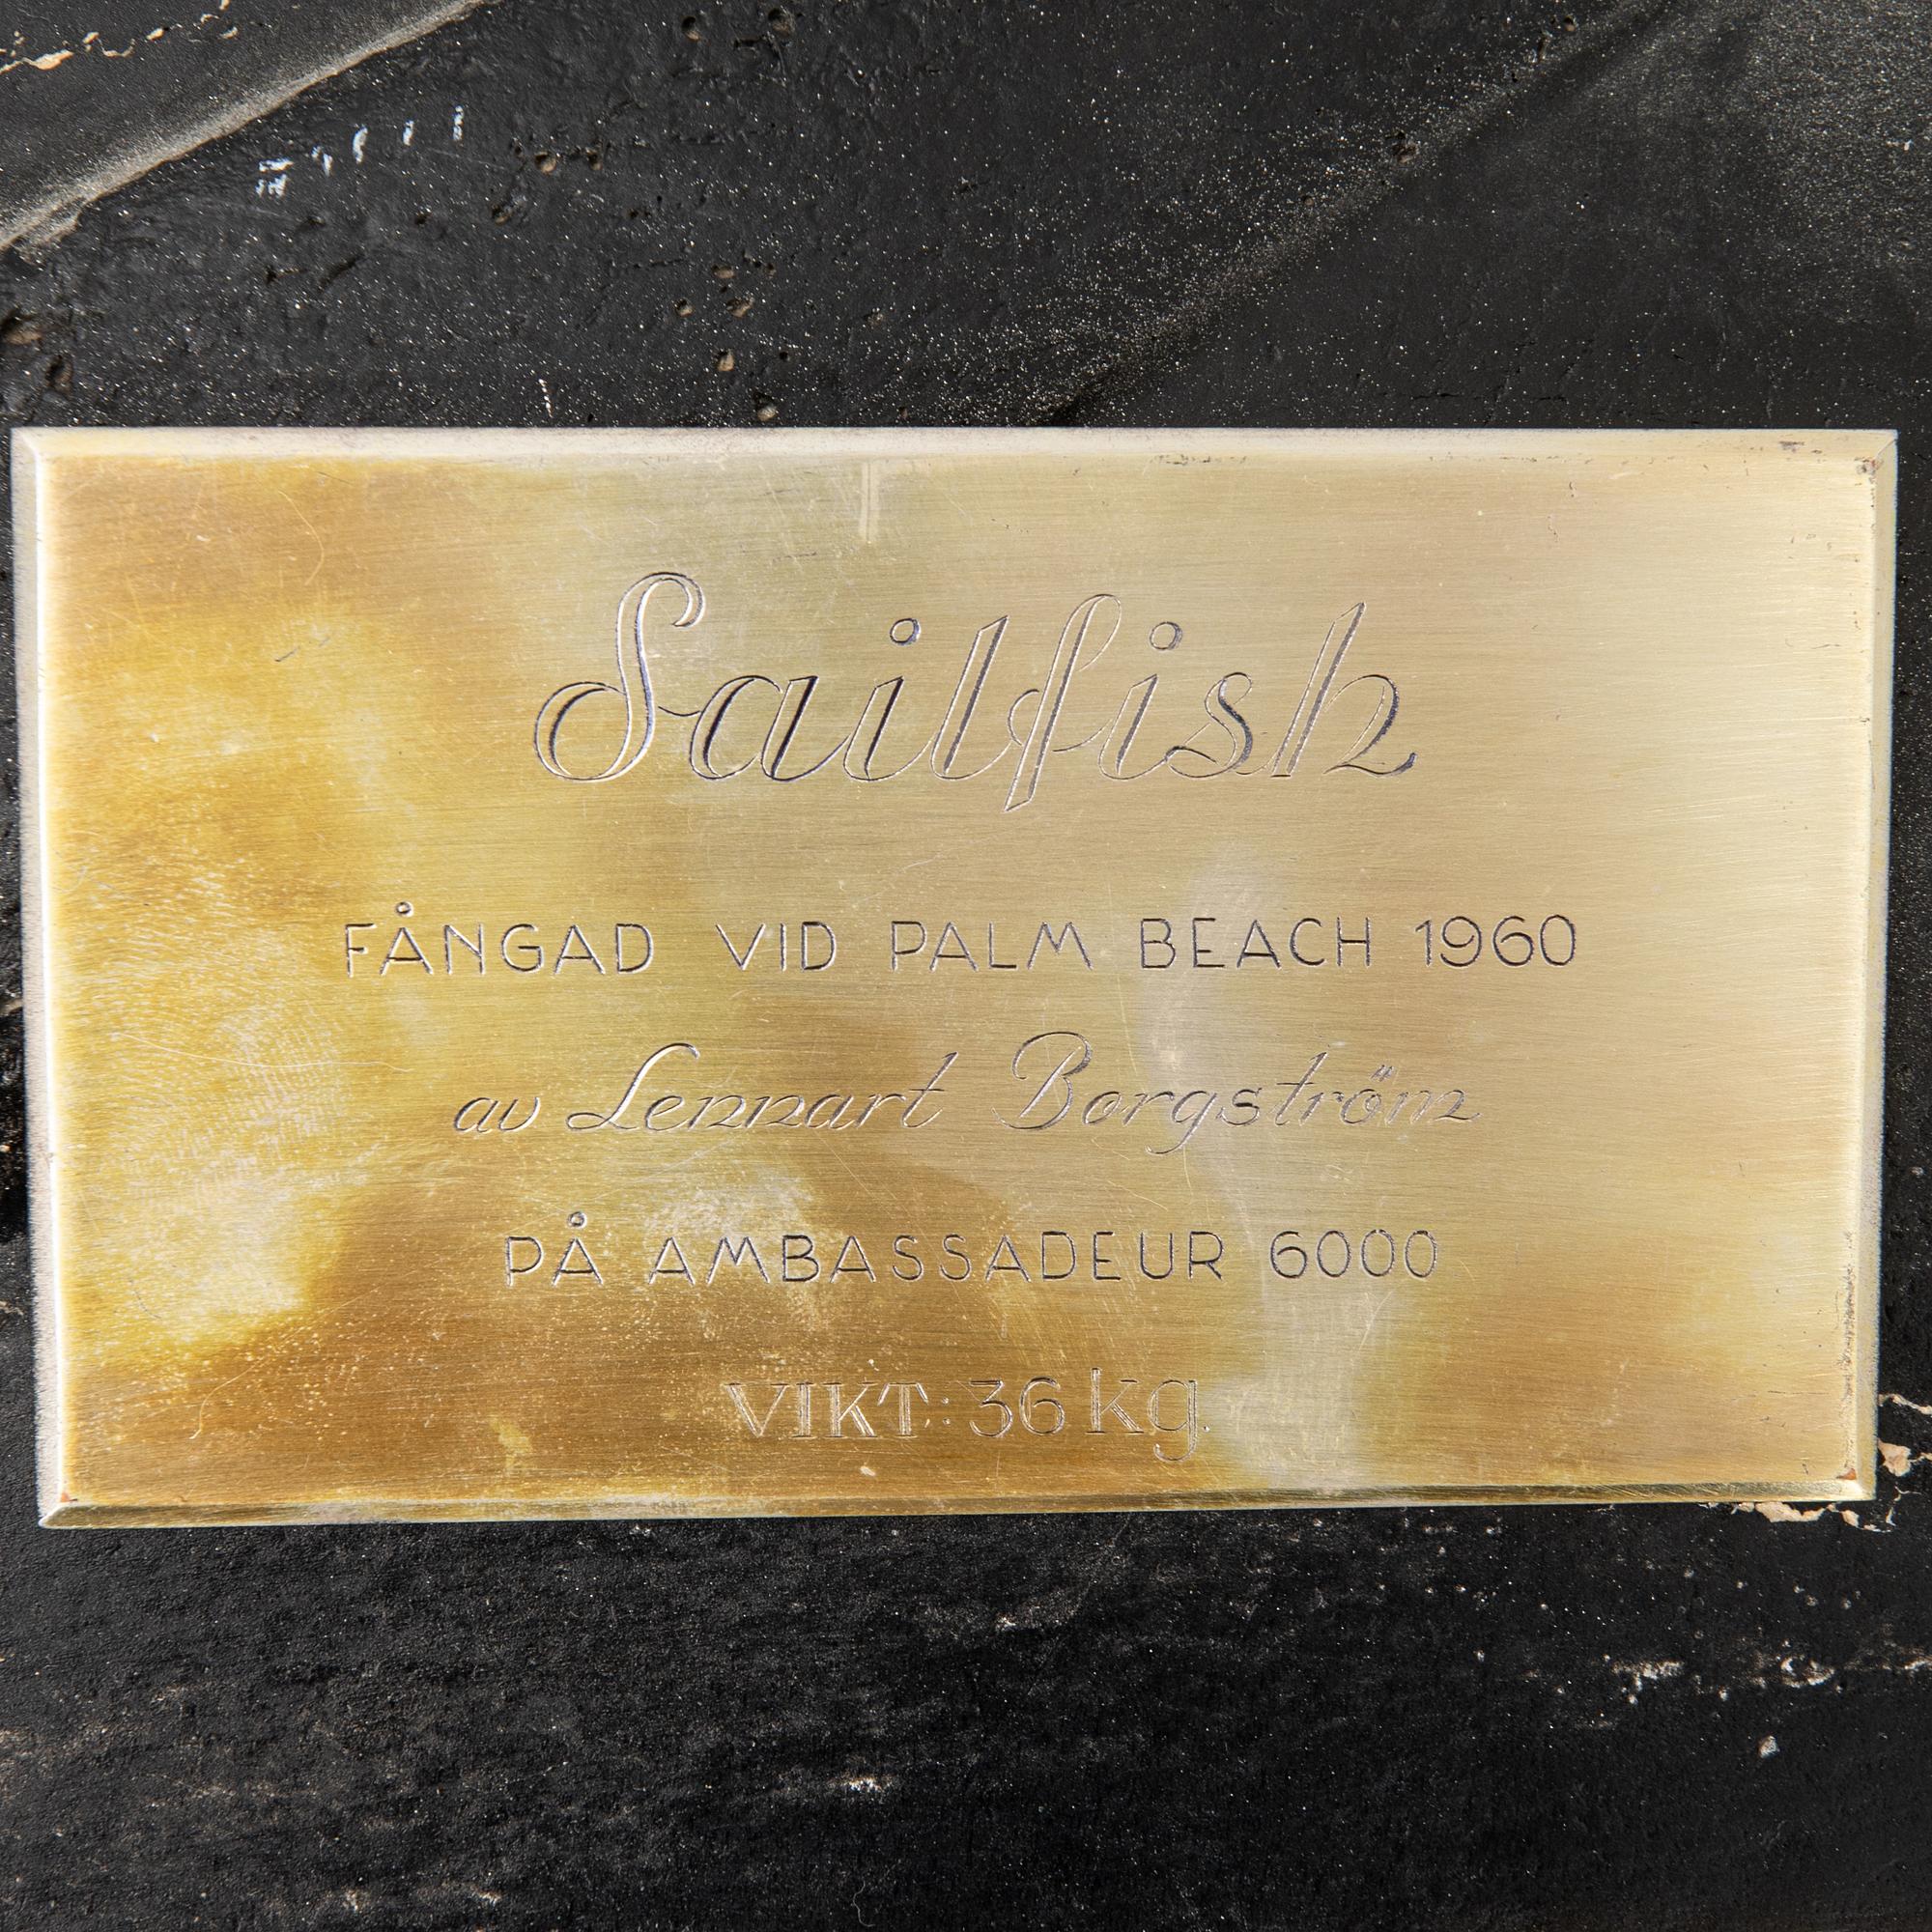 Sailfish
FÅNGAD VID PALM BEACH 1960
av Lennart Borgström
PÅ AMBASSADEUR 6000
VIKT: 36 kg.